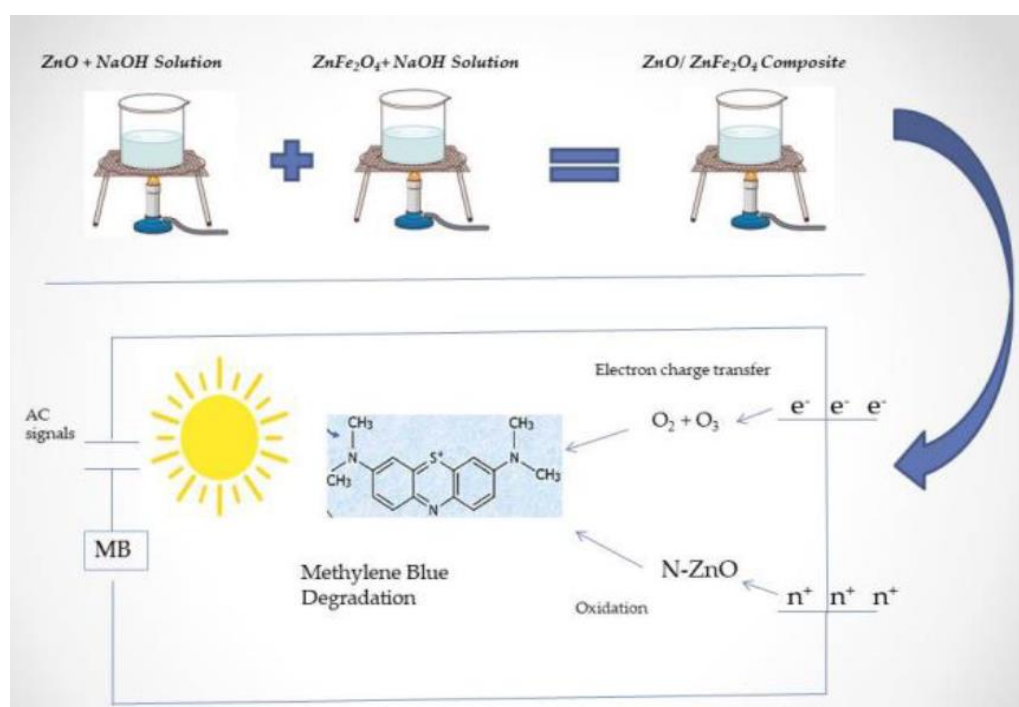 ZnO + NaOH Solution
ZnFe₂O₄+ NaOH Solution
ZnO/ ZnFe₂O₄ Composite
AC
signals
MB
CH₃
N
CH₃
S⁺
N
CH₃
N
CH₃
Methylene Blue
Degradation
Electron charge transfer
O₂ + O₃
e⁻ e⁻ e⁻
N-ZnO
Oxidation
n⁺ n⁺ n⁺